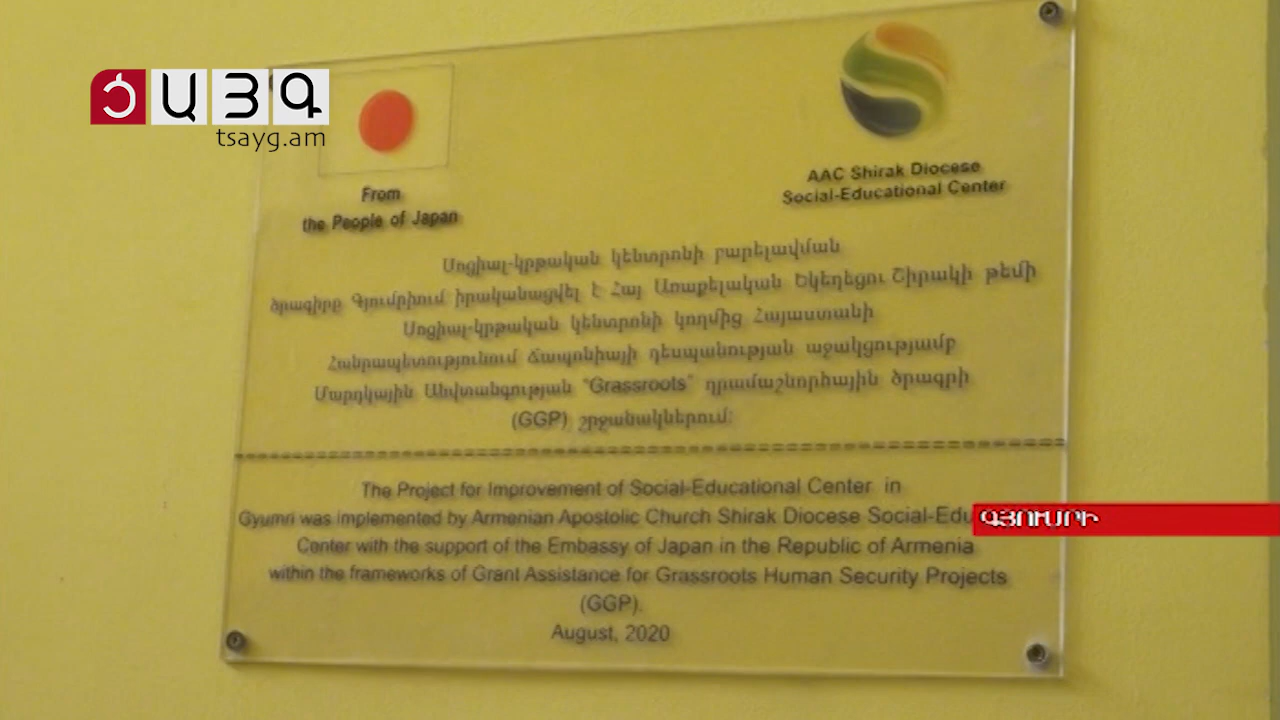 ՑԱՅԳ
tsayg.am
From
the People of Japan
AAC Shirak Diocese
Social-Educational Center
Սոցիալ-կրթական կենտրոնի բարելավման
ծրագիրը Գյումրիում իրականացվել է Հայ Առաքելական Եկեղեցու Շիրակի թեմի
Սոցիալ-կրթական կենտրոնի կողմից Հայաստանի
Հանրապետությունում Ճապոնիայի դեսպանության աջակցությամբ
Մարդկային Անվտանգության "Grassroots" դրամաշնորհային ծրագրի
(GGP) շրջանակներում:
The Project for Improvement of Social-Educational Center in
Gyumri was implemented by Armenian Apostolic Church Shirak Diocese Social-Edu
ԳՅՈՒՄՐԻ
Center with the support of the Embassy of Japan in the Republic of Armenia
within the frameworks of Grant Assistance for Grassroots Human Security Projects
(GGP).
August, 2020